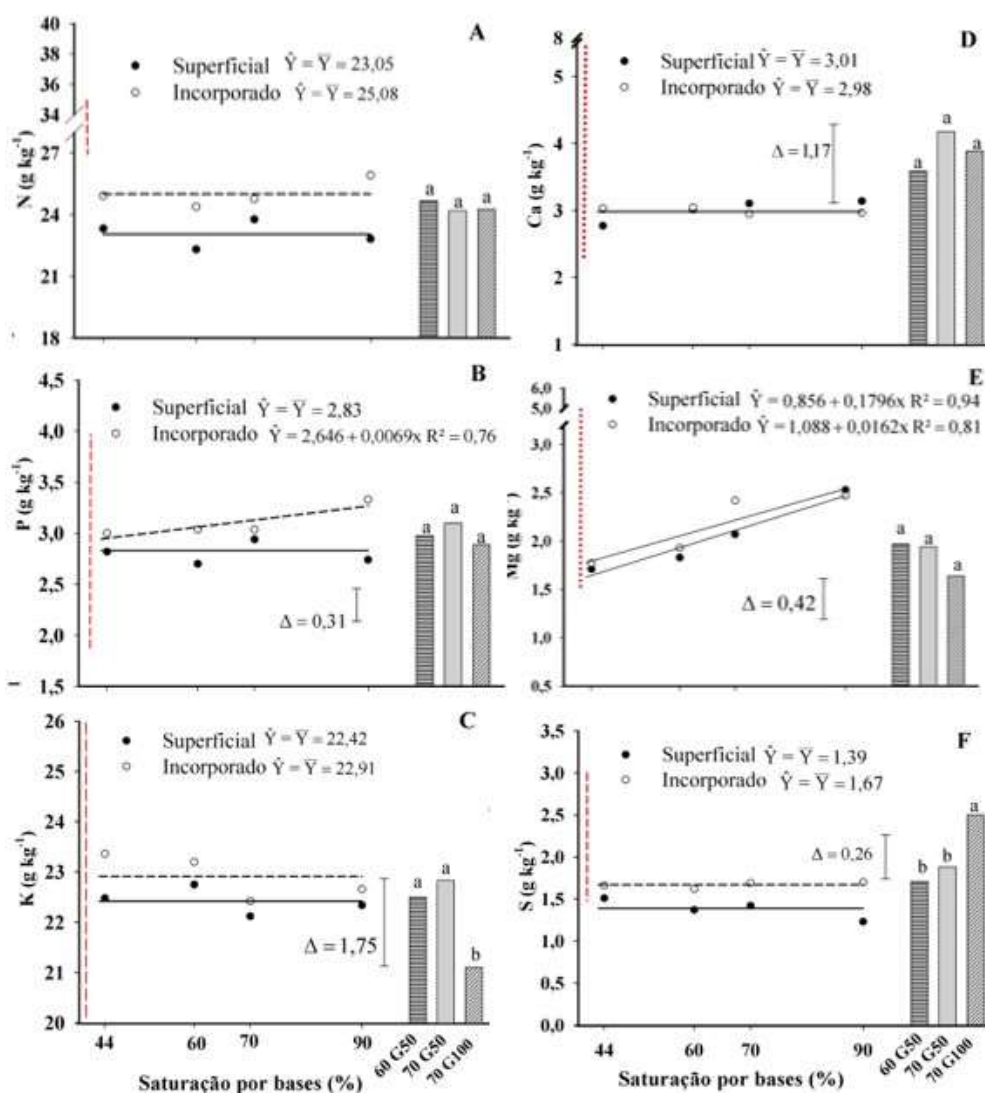 A
N (g kg⁻¹)
40
38
36
34
27
24
21
18
Superficial Ŷ = Y̅ = 23,05
Incorporado Ŷ = Y̅ = 25,08
a a a
D
Ca (g kg⁻¹)
8
5
4
3
2
1
Superficial Ŷ = Y̅ = 3,01
Incorporado Ŷ = Y̅ = 2,98
Δ = 1,17
a a a
B
P (g kg⁻¹)
4,5
4,0
3,5
3,0
2,5
2,0
1,5
Superficial Ŷ = Y̅ = 2,83
Incorporado Ŷ = 2,646 + 0,0069x R² = 0,76
Δ = 0,31
a a a
E
Mg (g kg⁻
6,0
5,0
3,0
2,5
2,0
1,5
1,0
0,5
Superficial Ŷ = 0,856 + 0,1796x R² = 0,94
Incorporado Ŷ = 1,088 + 0,0162x R² = 0,81
Δ = 0,42
a a a
C
K (g kg⁻¹)
26
25
24
23
22
21
20
Superficial Ŷ = Y̅ = 22,42
Incorporado Ŷ = Y̅ = 22,91
Δ = 1,75
a a b
44 60 70 90 60 G50 70 G50 70 G100
Saturação por bases (%)
F
S (g kg⁻¹)
3,5
3,0
2,5
2,0
1,5
1,0
0,5
0,0
Superficial Ŷ = Y̅ = 1,39
Incorporado Ŷ = Y̅ = 1,67
Δ = 0,26
b b a
44 60 70 90 60 G50 70 G50 70 G100
Saturação por bases (%)